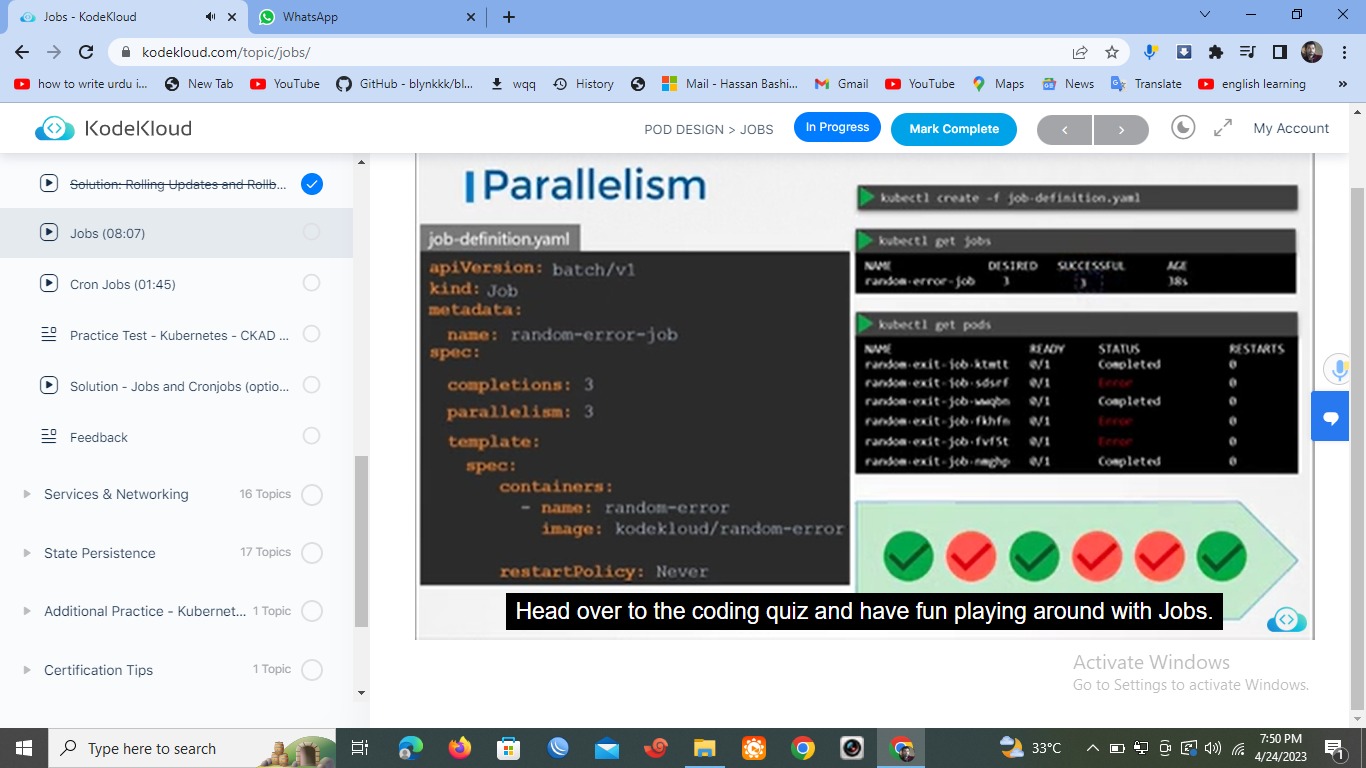 Jobs - KodeKloud
WhatsApp
kodekloud.com/topic/jobs/
how to write urdu i...
New Tab
YouTube
GitHub - blynkkk/bl...
wqq
History
Mail - Hassan Bashi...
Gmail
YouTube
Maps
News
Translate
english learning
»
KodeKloud
POD DESIGN > JOBS
In Progress
Mark Complete
My Account
Solution: Rolling Updates and Rollb...
Jobs (08:07)
Cron Jobs (01:45)
Practice Test - Kubernetes - CKAD ...
Solution - Jobs and Cronjobs (optio...
Feedback
Services & Networking 16 Topics
State Persistence 17 Topics
Additional Practice - Kubernet... 1 Topic
Certification Tips 1 Topic
Parallelism
job-definition.yaml
apiVersion: batch/v1
kind: Job
metadata:
name: random-error-job
spec:
completions: 3
parallelism: 3
template:
spec:
containers:
- name: random-error
image: kodekloud/random-error
restartPolicy: Never
kubectl create -f job-definition.yaml
kubectl get jobs
NAME DESIRED SUCCESSFUL AGE
random-error-job 3 3 38s
kubectl get pods
NAME READY STATUS RESTARTS
random-exit-job-ktmtt 0/1 Completed 0
random-exit-job-sdsrf 0/1 Error 0
random-exit-job-wwqbn 0/1 Completed 0
random-exit-job-fkhfn 0/1 Error 0
random-exit-job-fvf5t 0/1 Error 0
random-exit-job-nmghp 0/1 Completed 0
Head over to the coding quiz and have fun playing around with Jobs.
Activate Windows
Go to Settings to activate Windows.
Type here to search
33°C
7:50 PM
4/24/2023
1